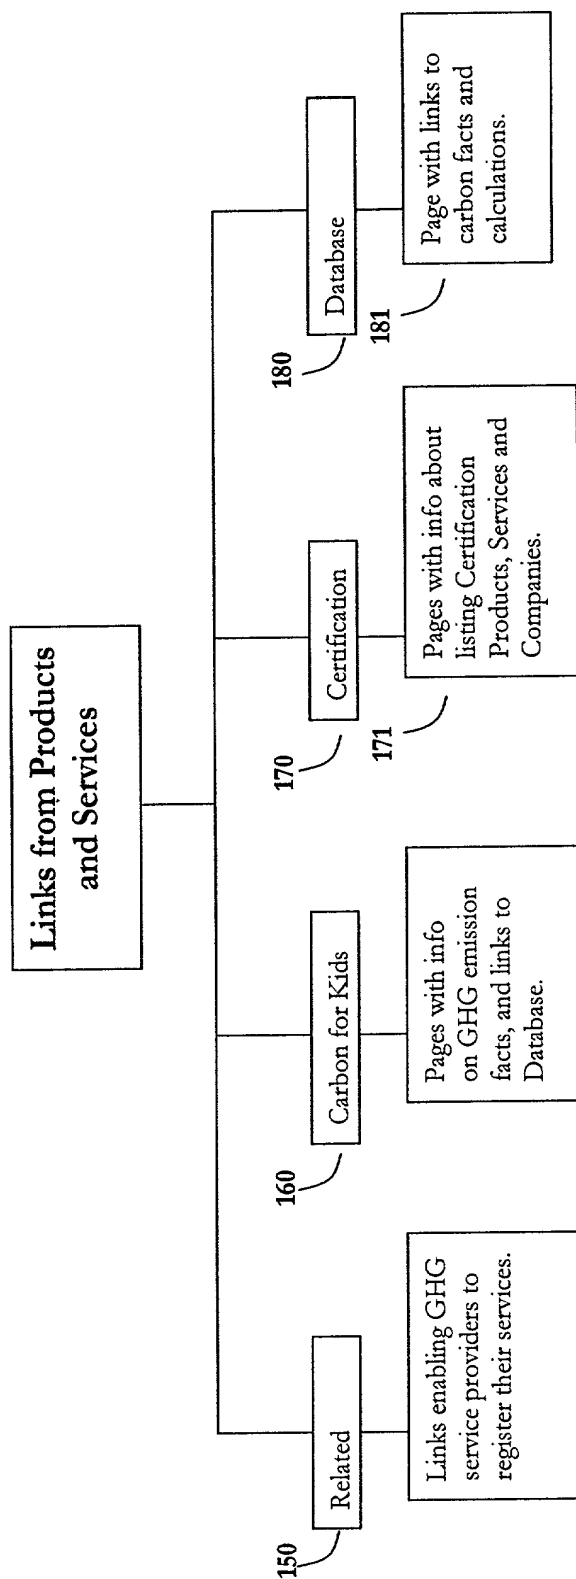 Links from Products
and Services
150
Related
Links enabling GHG
service providers to
register their services.
160
Carbon for Kids
Pages with info
on GHG emission
facts, and links to
Database.
170
Certification
171
Pages with info about
listing Certification
Products, Services and
Companies.
180
Database
181
Page with links to
carbon facts and
calculations.